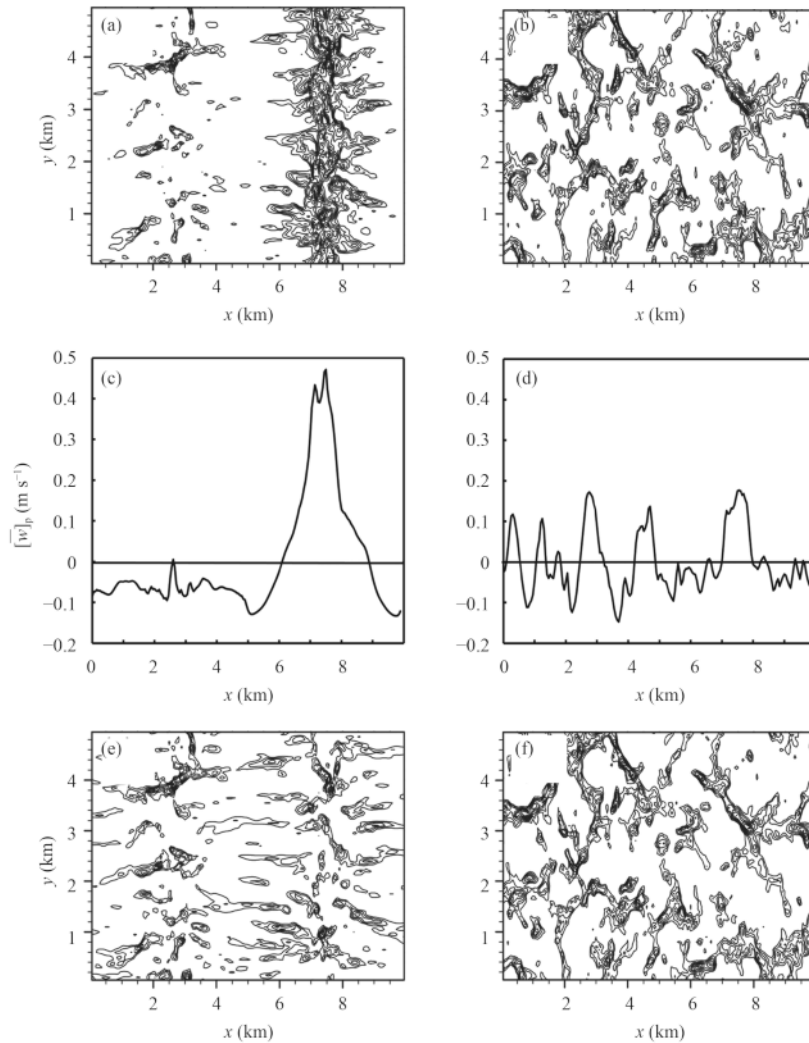 (a)
4
3
2
1
y (km)
2 4 6 8
x (km)
(b)
4
3
2
1
2 4 6 8
x (km)
(c)
0.5
0.4
0.3
0.2
0.1
0
−0.1
−0.2
[w̅]ₚ (m s⁻¹)
0 2 4 6 8
x (km)
(d)
0.5
0.4
0.3
0.2
0.1
0
−0.1
−0.2
0 2 4 6 8
x (km)
(e)
4
3
2
1
y (km)
2 4 6 8
x (km)
(f)
4
3
2
1
2 4 6 8
x (km)